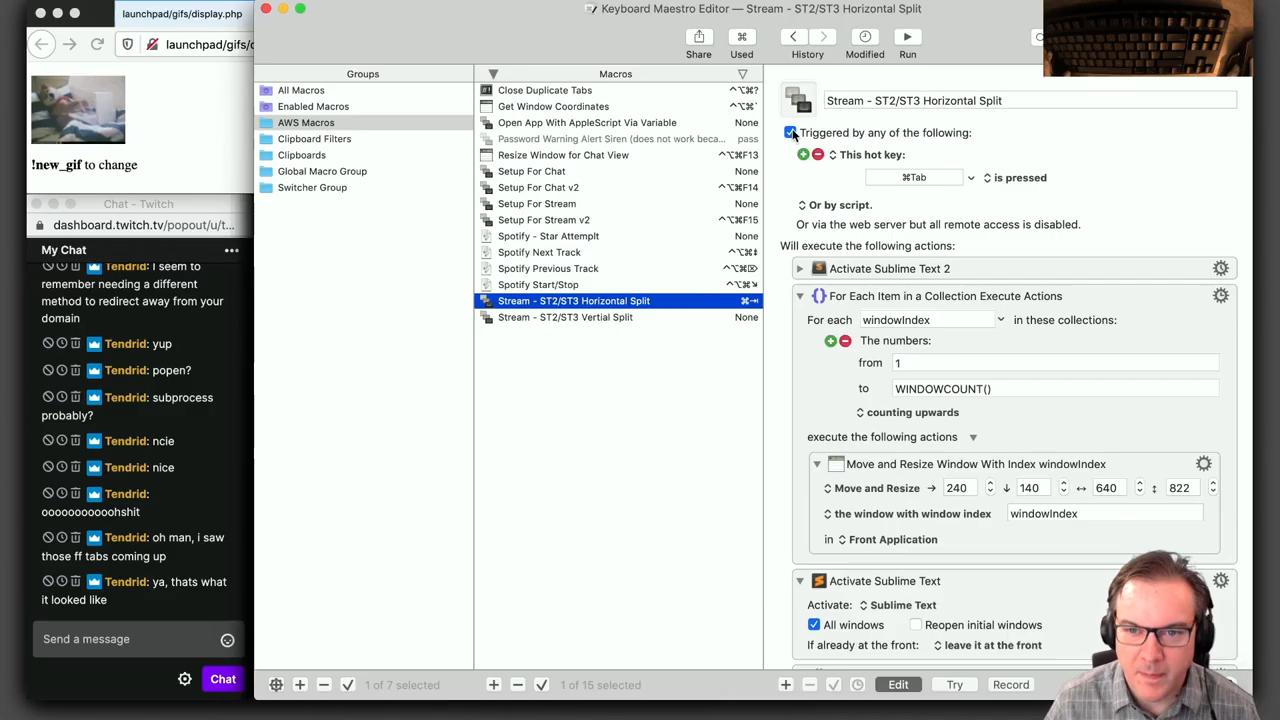 launchpad/gifs/display.php
launchpad/gifs/d
!new_gif to change
Chat - Twitch
dashboard.twitch.tv/popout/u/t...
My Chat
Tendrid: I seem to
remember needing a different
method to redirect away from your
domain
Tendrid: yup
Tendrid: popen?
Tendrid: subprocess
probably?
Tendrid: ncie
Tendrid: nice
Tendrid:
oooooooooohshit
Tendrid: oh man, i saw
those ff tabs coming up
Tendrid: ya, thats what
it looked like
Send a message
Chat
Keyboard Maestro Editor — Stream - ST2/ST3 Horizontal Split
Share
Used
History
Modified
Run
Groups
All Macros
Enabled Macros
AWS Macros
Clipboard Filters
Clipboards
Global Macro Group
Switcher Group
1 of 7 selected
Macros
Close Duplicate Tabs ^⌥⌘?
Get Window Coordinates ^⌥⌘`
Open App With AppleScript Via Variable None
Password Warning Alert Siren (does not work beca... pass
Resize Window for Chat View ^⌥⌘F13
Setup For Chat None
Setup For Chat v2 ^⌥⌘F14
Setup For Stream None
Setup For Stream v2 ^⌥⌘F15
Spotify - Star AttempIt None
Spotify Next Track ^⌥⌘⇟
Spotify Previous Track ^⌥⌘⌦
Spotify Start/Stop ^⌥⌘↘
Stream - ST2/ST3 Horizontal Split ⌘⇥
Stream - ST2/ST3 Vertial Split None
1 of 15 selected
Stream - ST2/ST3 Horizontal Split
Triggered by any of the following:
This hot key:
⌘Tab is pressed
Or by script.
Or via the web server but all remote access is disabled.
Will execute the following actions:
Activate Sublime Text 2
For Each Item in a Collection Execute Actions
For each windowIndex in these collections:
The numbers:
from 1
to WINDOWCOUNT()
counting upwards
execute the following actions
Move and Resize Window With Index windowIndex
Move and Resize → 240 ↓ 140 ↔ 640 ↕ 822
the window with window index windowIndex
in Front Application
Activate Sublime Text
Activate: Sublime Text
All windows Reopen initial windows
If already at the front: leave it at the front
Edit
Try
Record